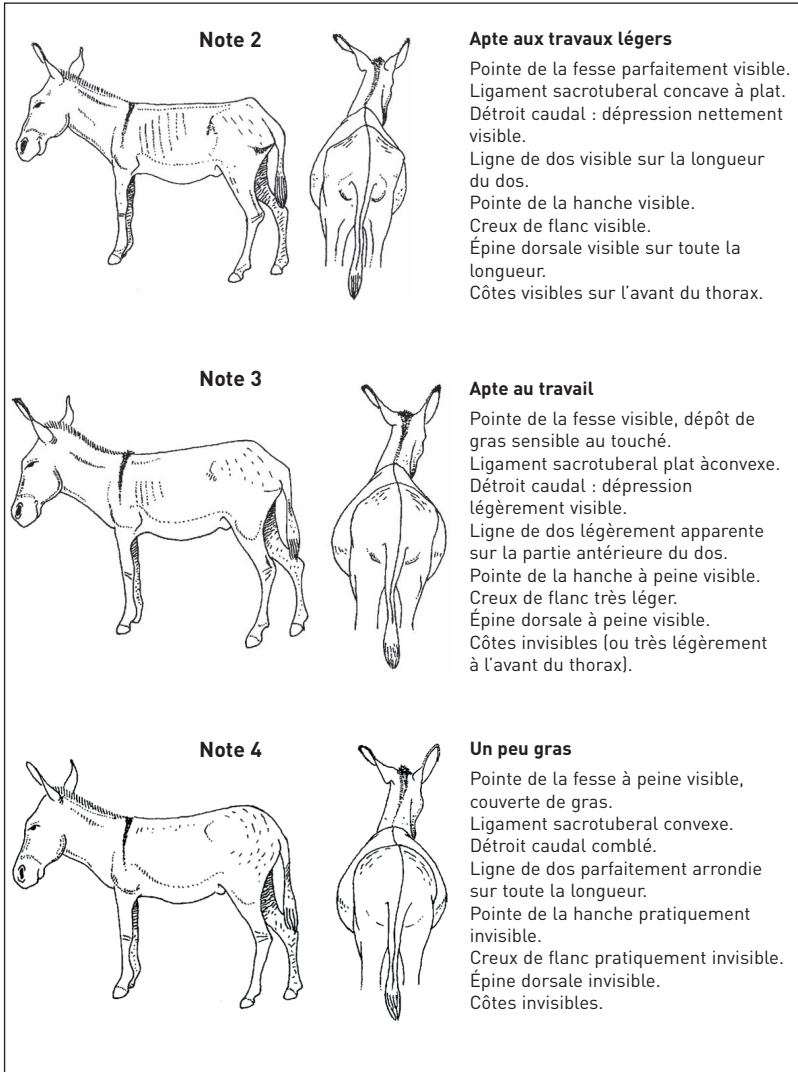 Note 2
Apte aux travaux légers
Pointe de la fesse parfaitement visible.
Ligament sacrotuberal concave à plat.
Détroit caudal : dépression nettement
visible.
Ligne de dos visible sur la longueur
du dos.
Pointe de la hanche visible.
Creux de flanc visible.
Épine dorsale visible sur toute la
longueur.
Côtes visibles sur l’avant du thorax.
Note 3
Apte au travail
Pointe de la fesse visible, dépôt de
gras sensible au touché.
Ligament sacrotuberal plat àconvexe.
Détroit caudal : dépression
légèrement visible.
Ligne de dos légèrement apparente
sur la partie antérieure du dos.
Pointe de la hanche à peine visible.
Creux de flanc très léger.
Épine dorsale à peine visible.
Côtes invisibles (ou très légèrement
à l’avant du thorax).
Note 4
Un peu gras
Pointe de la fesse à peine visible,
couverte de gras.
Ligament sacrotuberal convexe.
Détroit caudal comblé.
Ligne de dos parfaitement arrondie
sur toute la longueur.
Pointe de la hanche pratiquement
invisible.
Creux de flanc pratiquement invisible.
Épine dorsale invisible.
Côtes invisibles.